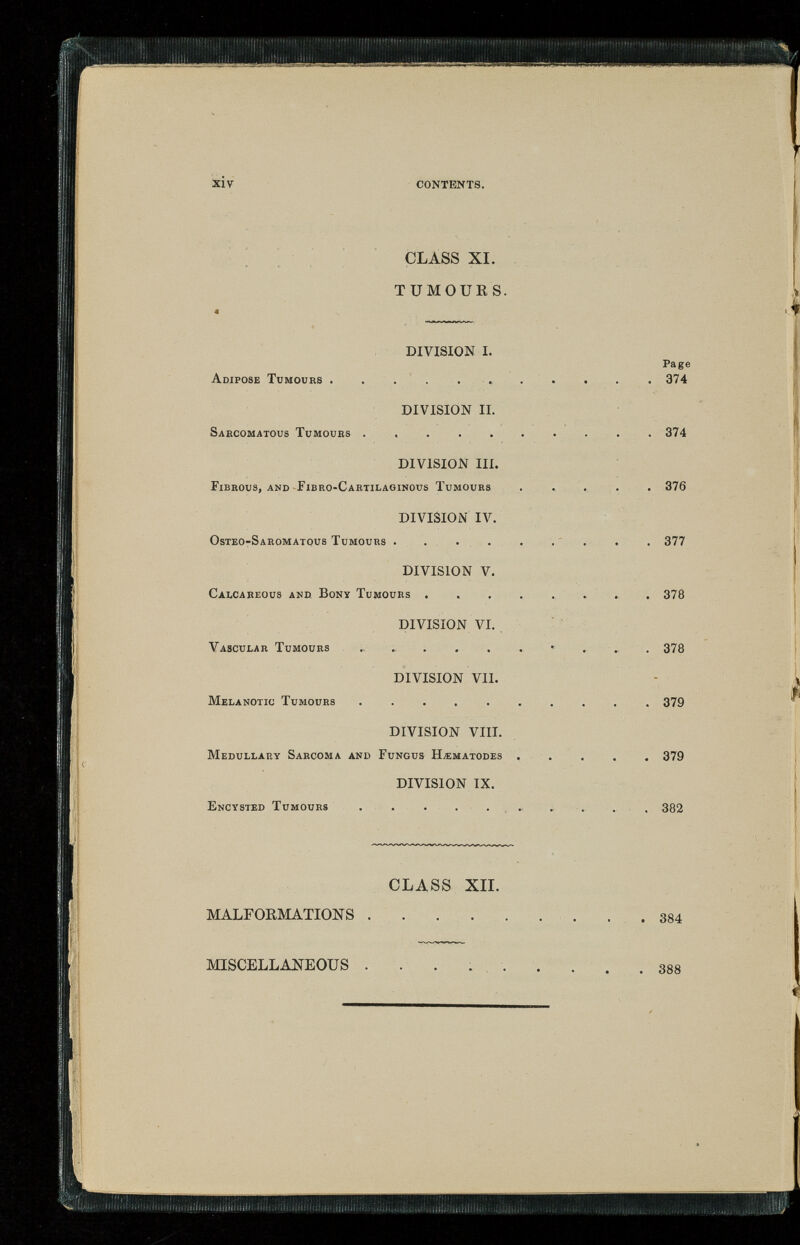 xiv CONTENTS.
CLASS XI.
TUMOURS.
DIVISION I.
Page
Adipose Tumours . . . . . . . . . . . 374
DIVISION II.
Sarcomatous Tumours . . . . . . . . . . 374
DIVISION III.
Fibrous, and Fibro-Cartilaginous Tumours . . . . . 376
DIVISION IV.
Osteo-Saromatous Tumours . . . . . . . . . 377
DIVISION V.
Calcareous and Bony Tumours . . . . . . . . 378
DIVISION VI.
Vascular Tumours . . . . . . . . . . 378
DIVISION VII.
Melanotic Tumours . . . . . . . . . . 379
DIVISION VIII.
Medullary Sarcoma and Fungus Hæmatodes . . . . . 379
DIVISION IX.
Encysted Tumours . . . . . . . . . . 382
CLASS XII.
MALFORMATIONS . . . . . . . . . 384
MISCELLANEOUS . . . . . . . . . 388